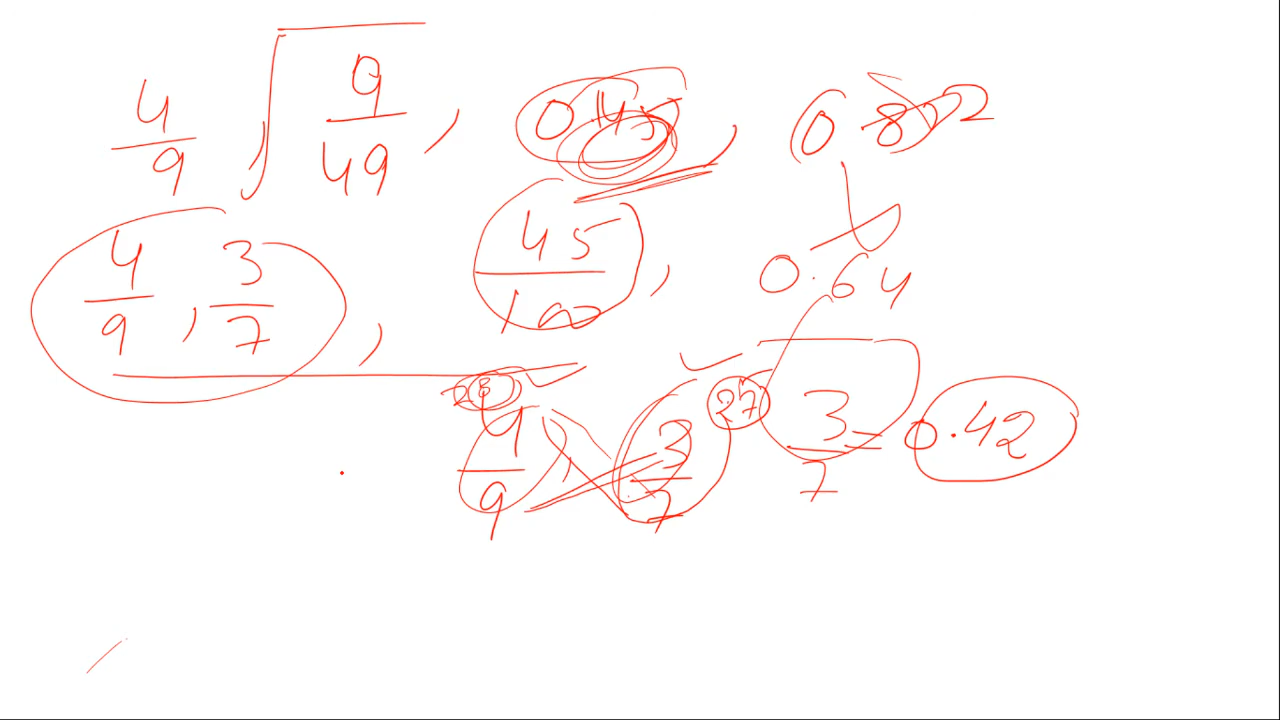 4/9, √(9/49), 0.45, (0.8)^2
4/9, 3/7, 45/100, 0.64
28 27
4/9, 3/7 3/7 = 0.42